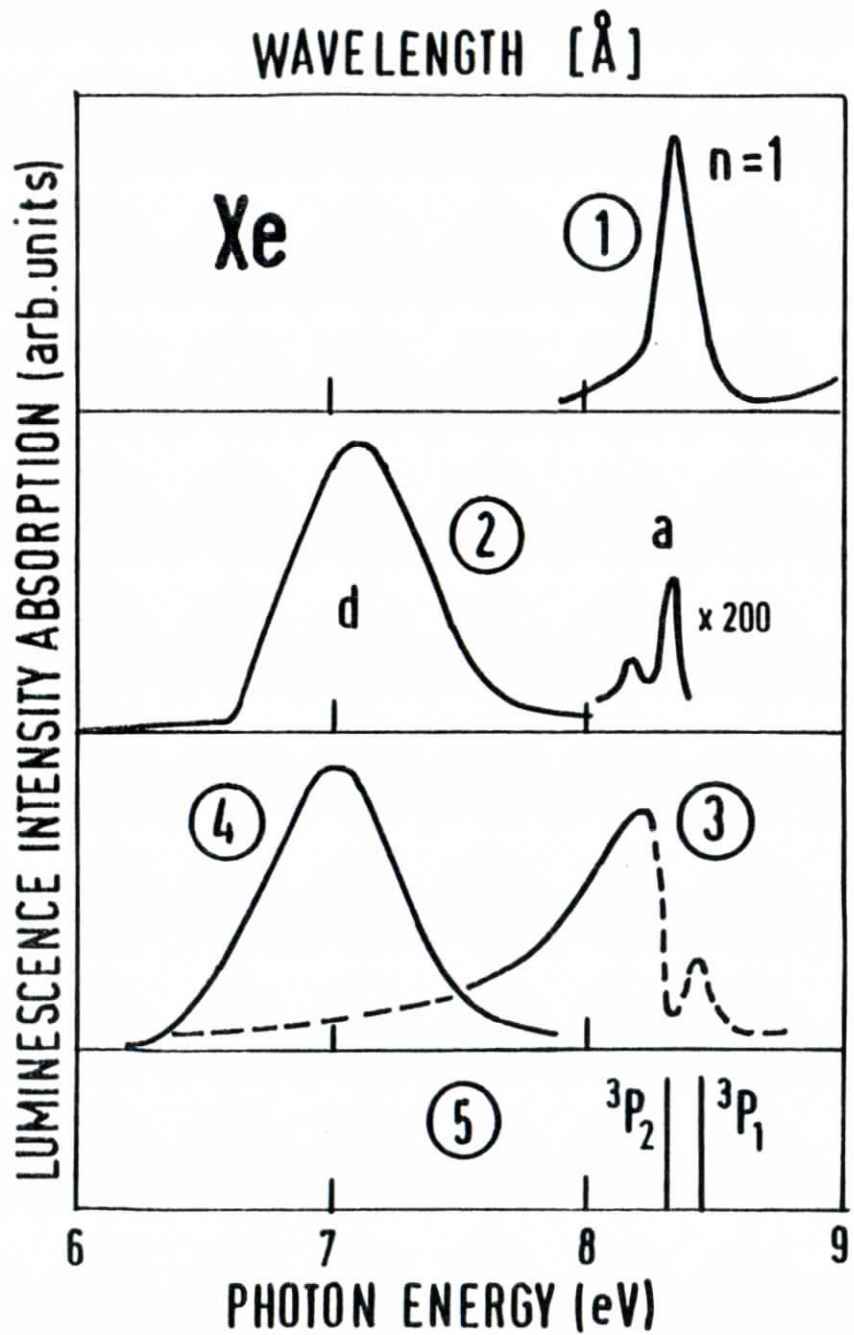 WAVELENGTH [Å]
LUMINESCENCE INTENSITY ABSORPTION (arb.units)
Xe
1
n=1
2
d
a
x 200
4
3
5
³P₂
³P₁
6 7 8 9
PHOTON ENERGY (eV)